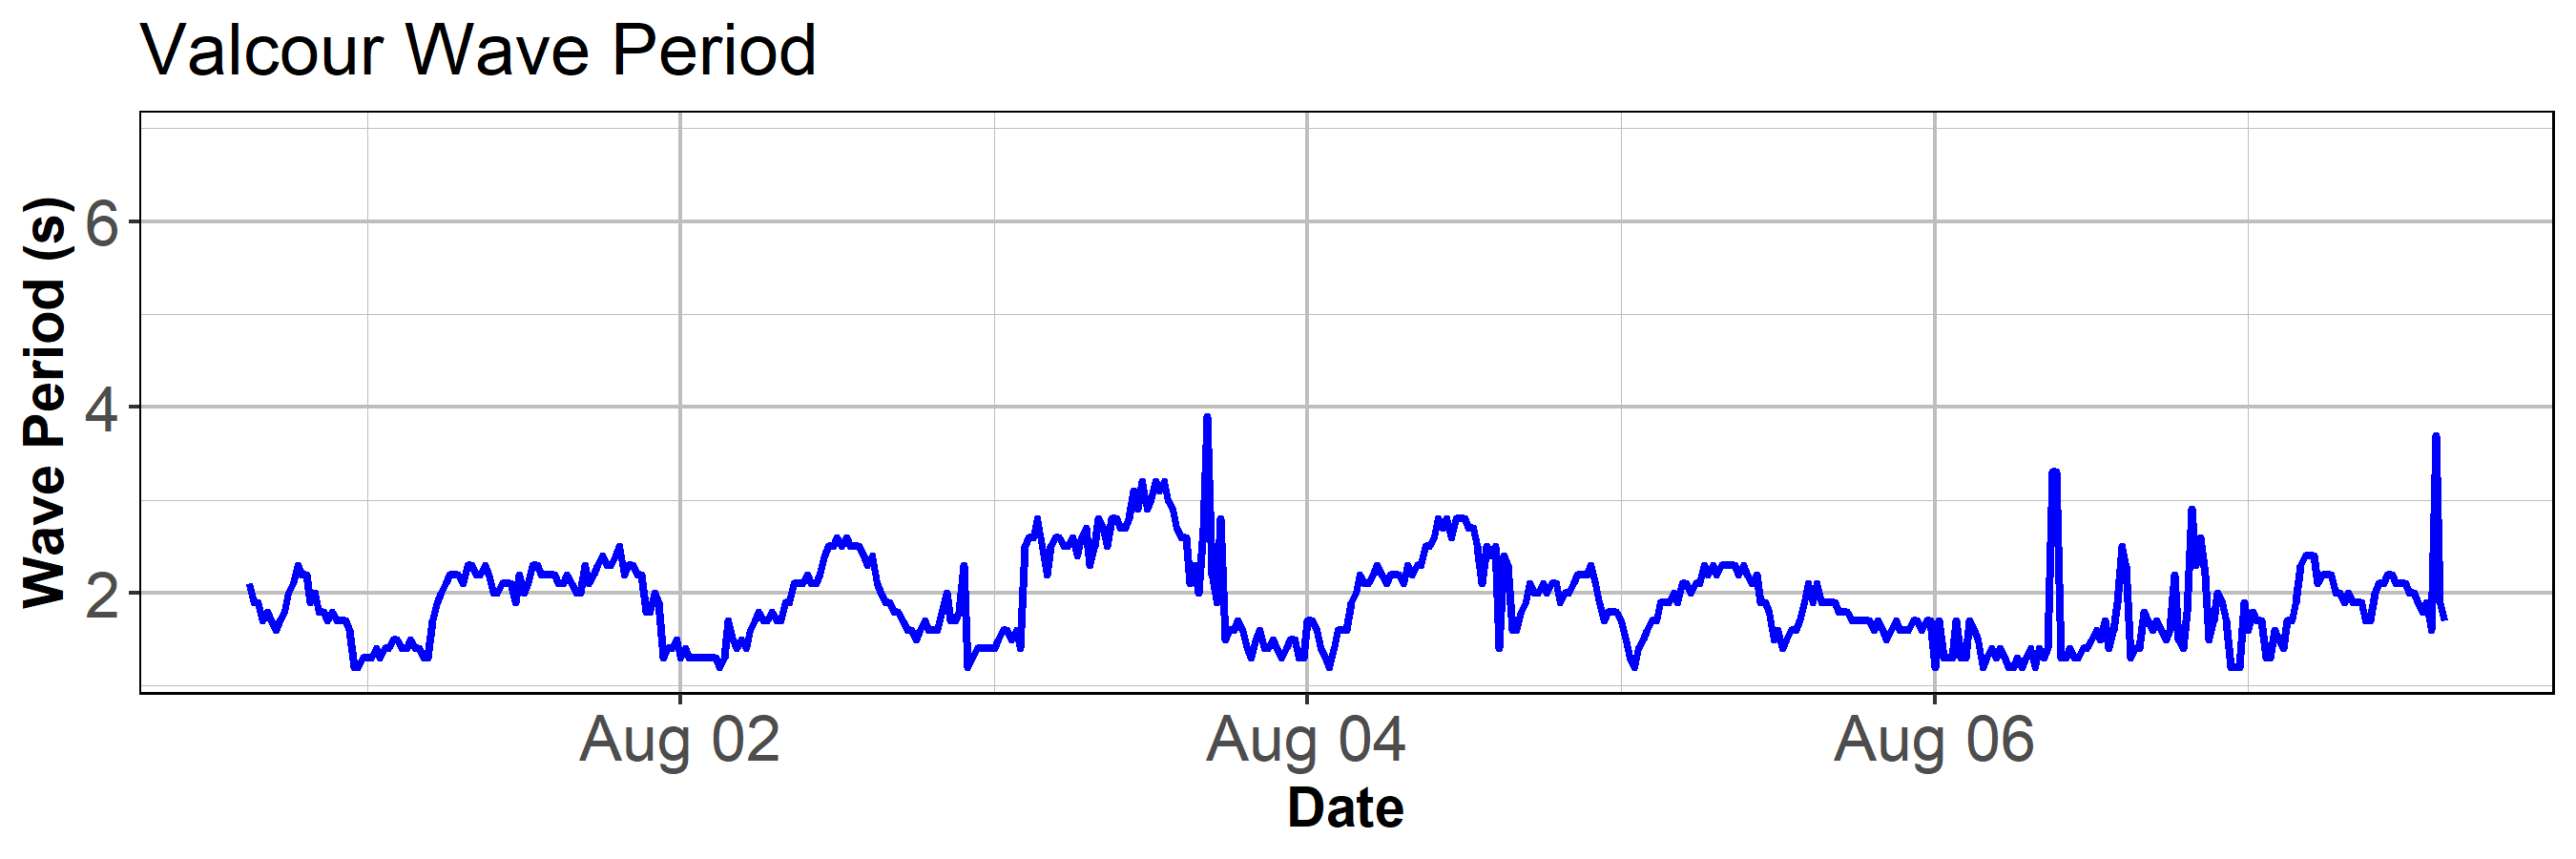 Valcour Wave Period
Wave Period (s)
6
4
2
Aug 02
Aug 04
Aug 06
Date